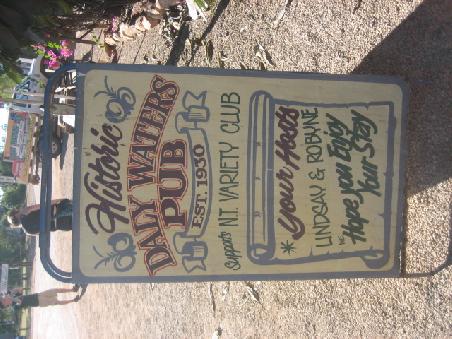 Historic
DALY WATERS
PUB
EST. 1930
Supports N.T. VARIETY CLUB
* Your Hosts
LINDSAY & ROBYNE
Hope you Enjoy
Your Stay